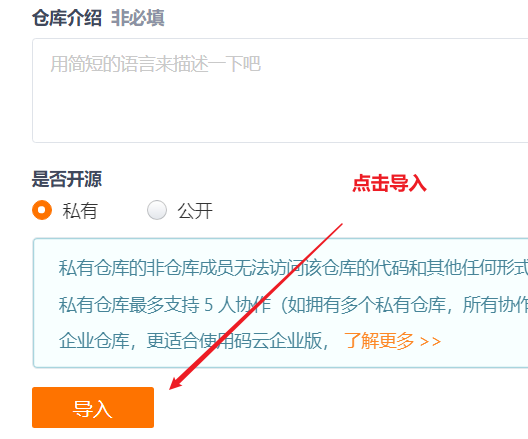 仓库介绍 非必填
用简短的语言来描述一下吧
是否开源
点击导入
私有 公开
私有仓库的非仓库成员无法访问该仓库的代码和其他任何形式
私有仓库最多支持 5 人协作（如拥有多个私有仓库，所有协作
企业仓库，更适合使用码云企业版， 了解更多 >>
导入